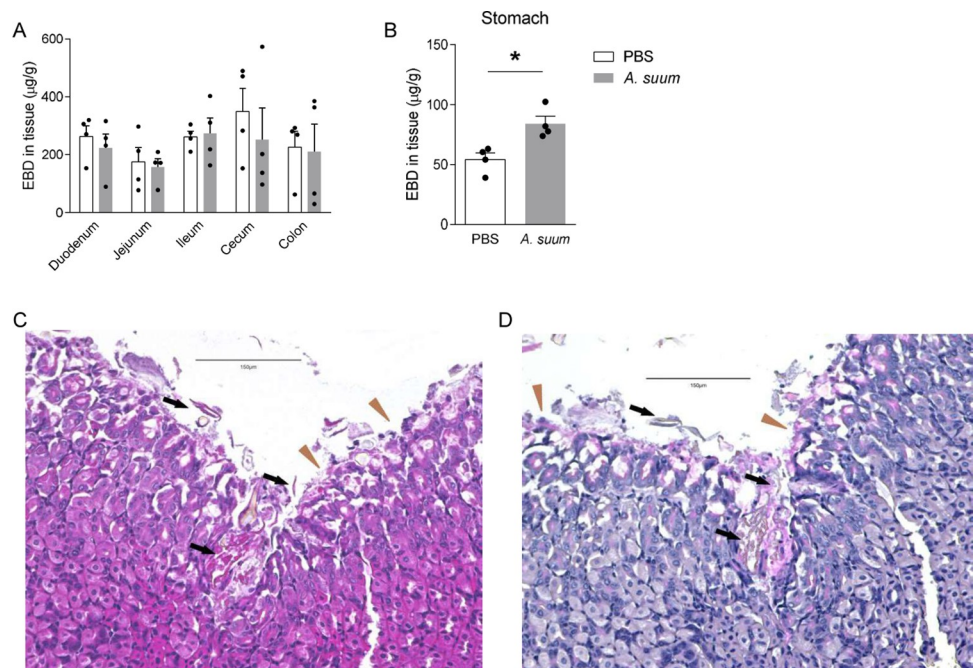 A
EBD in tissue (µg/g)
600
400
200
0
Duodenum
Jejunum
Ileum
Cecum
Colon
B
Stomach
EBD in tissue (µg/g)
150
100
50
0
*
PBS
A. suum
PBS
A. suum
C
150µm
D
150µm